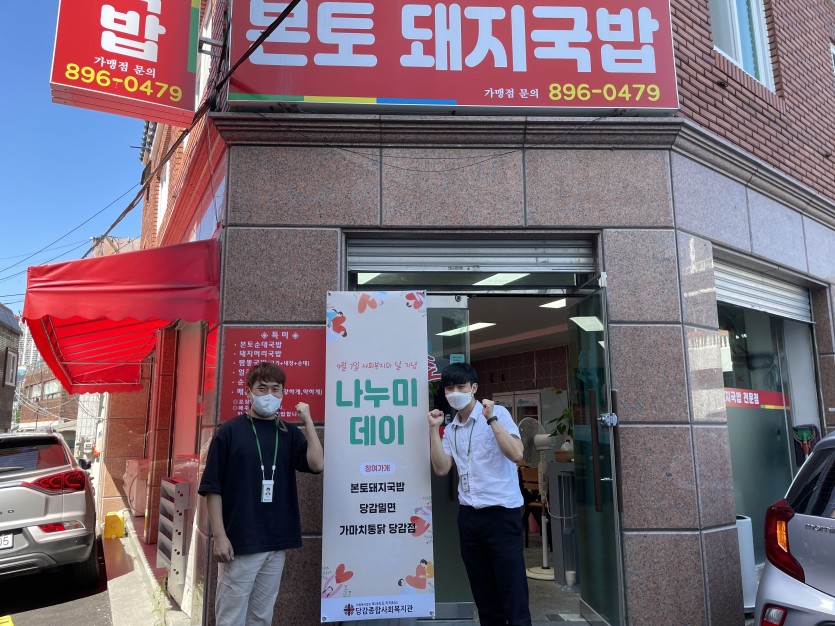 국밥
가맹점 문의
896-0479
본토 돼지국밥
가맹점 문의 896-0479
특미
· 본토순대국밥
· 돼지머리국밥
9월 7일 사회복지의 날 기념
나누미
데이
참여가게
본토돼지국밥
당감밀면
가마치통닭 당감점
당감종합사회복지관
지국밥 전문점